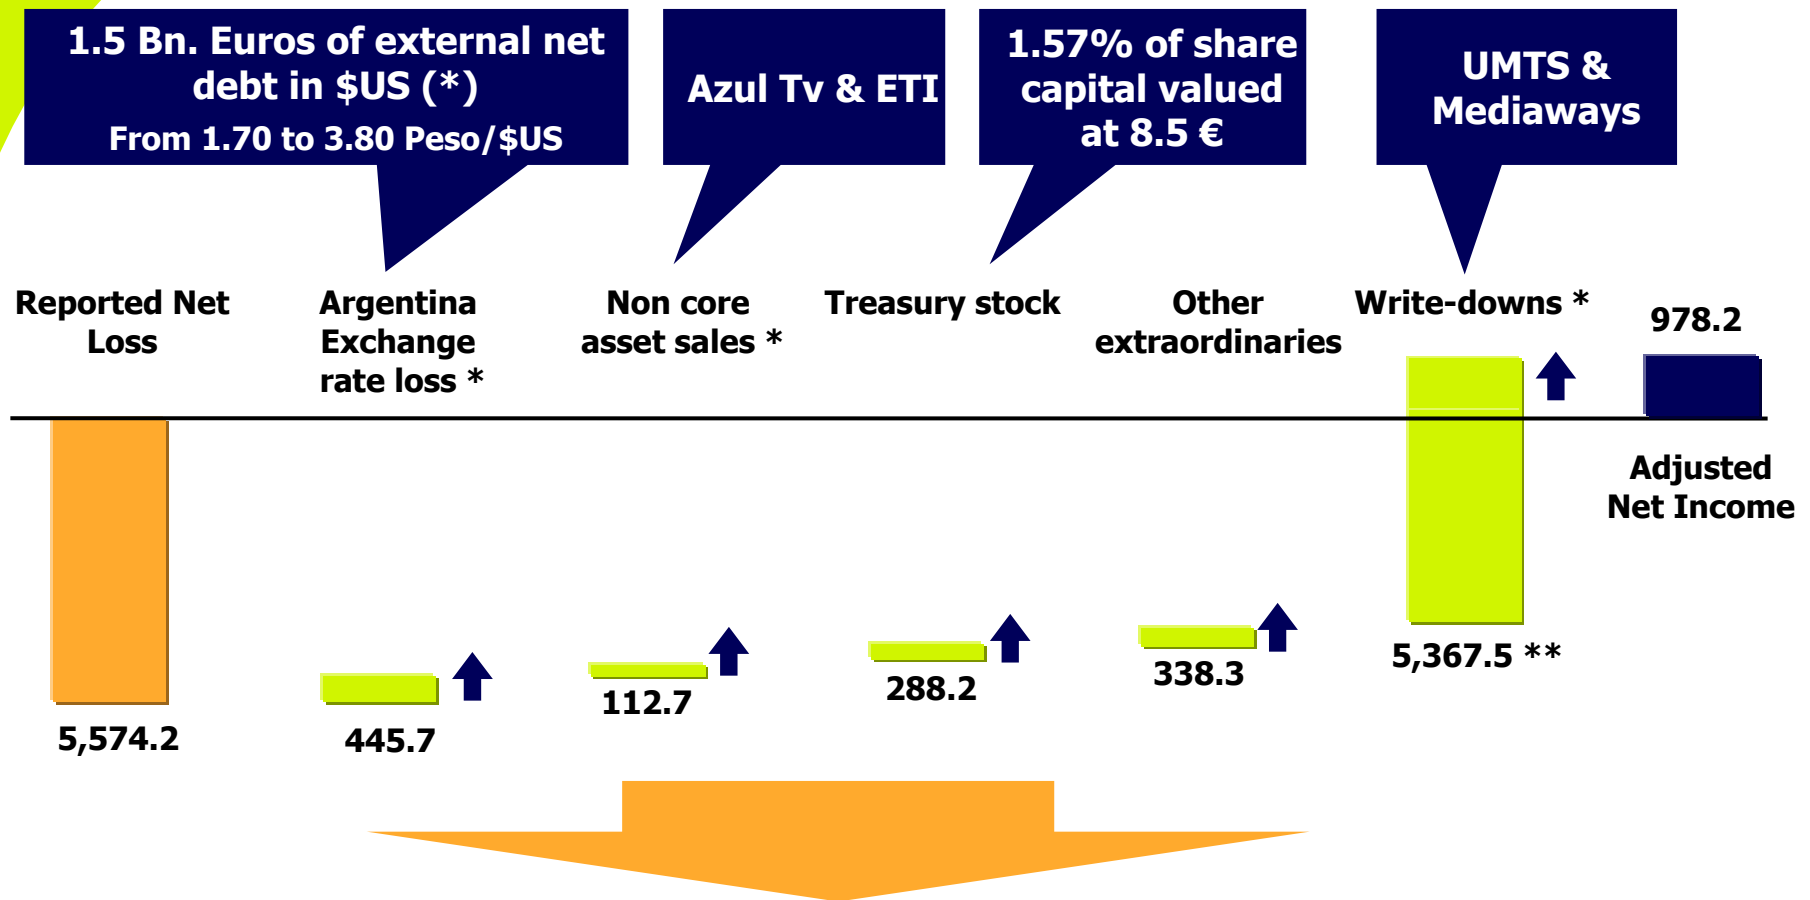 1.5 Bn. Euros of external net
debt in $US (*)
From 1.70 to 3.80 Peso/$US
Azul Tv & ETI
1.57% of share
capital valued
at 8.5 €
UMTS &
Mediaways
Reported Net
Loss
Argentina
Exchange
rate loss *
Non core
asset sales *
Treasury stock
Other
extraordinaries
Write-downs *
978.2
Adjusted
Net Income
5,574.2
445.7
112.7
288.2
338.3
5,367.5 **